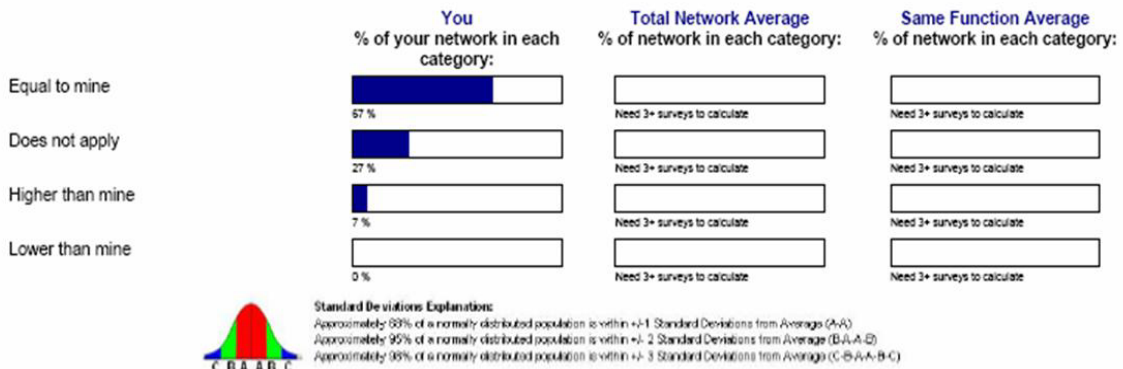 You
% of your network in each
category:
Total Network Average
% of network in each category:
Same Function Average
% of network in each category:
Equal to mine
67 %
Need 3+ surveys to calculate
Need 3+ surveys to calculate
Does not apply
27 %
Need 3+ surveys to calculate
Need 3+ surveys to calculate
Higher than mine
7 %
Need 3+ surveys to calculate
Need 3+ surveys to calculate
Lower than mine
0 %
Need 3+ surveys to calculate
Need 3+ surveys to calculate
Standard Deviations Explanation:
Approximately 68% of a normally distributed population is within +/-1 Standard Deviations from Average (A-A)
Approximately 95% of a normally distributed population is within +/- 2 Standard Deviations from Average (B-A-A-B)
Approximately 98% of a normally distributed population is within +/- 3 Standard Deviations from Average (C-B-A-A-B-C)
C B A A B C